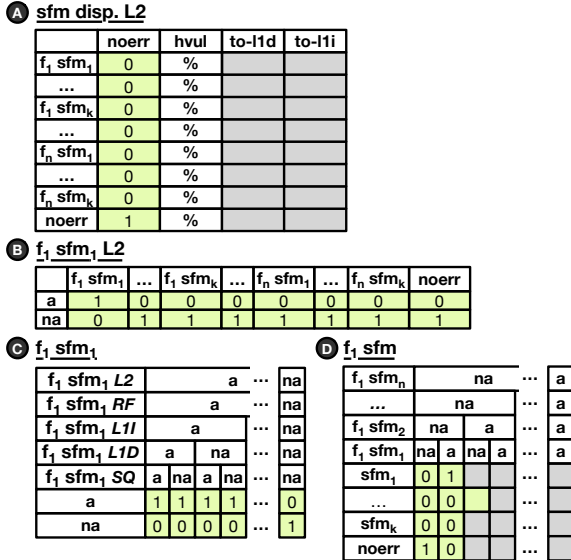 A sfm disp. L2
noerr hvul to-l1d to-l1i
f1 sfm1 0 %
... 0 %
f1 sfmk 0 %
... 0 %
fn sfm1 0 %
... 0 %
fn sfmk 0 %
noerr 1 %
B f1 sfm1 L2
f1 sfm1 ... f1 sfmk ... fn sfm1 ... fn sfmk noerr
a 1 0 0 0 0 0 0 0
na 0 1 1 1 1 1 1 1
C f1 sfm1
f1 sfm1 L2 a ... na
f1 sfm1 RF a ... na
f1 sfm1 L1I a ... na
f1 sfm1 L1D a na ... na
f1 sfm1 SQ a na a na ... na
a 1 1 1 1 ... 0
na 0 0 0 0 ... 1
D f1 sfm
f1 sfmn na ... a
... na ... a
f1 sfm2 na a ... a
f1 sfm1 na a na a ... a
sfm1 0 1 ...
... 0 0 ...
sfmk 0 0 ...
noerr 1 0 ...